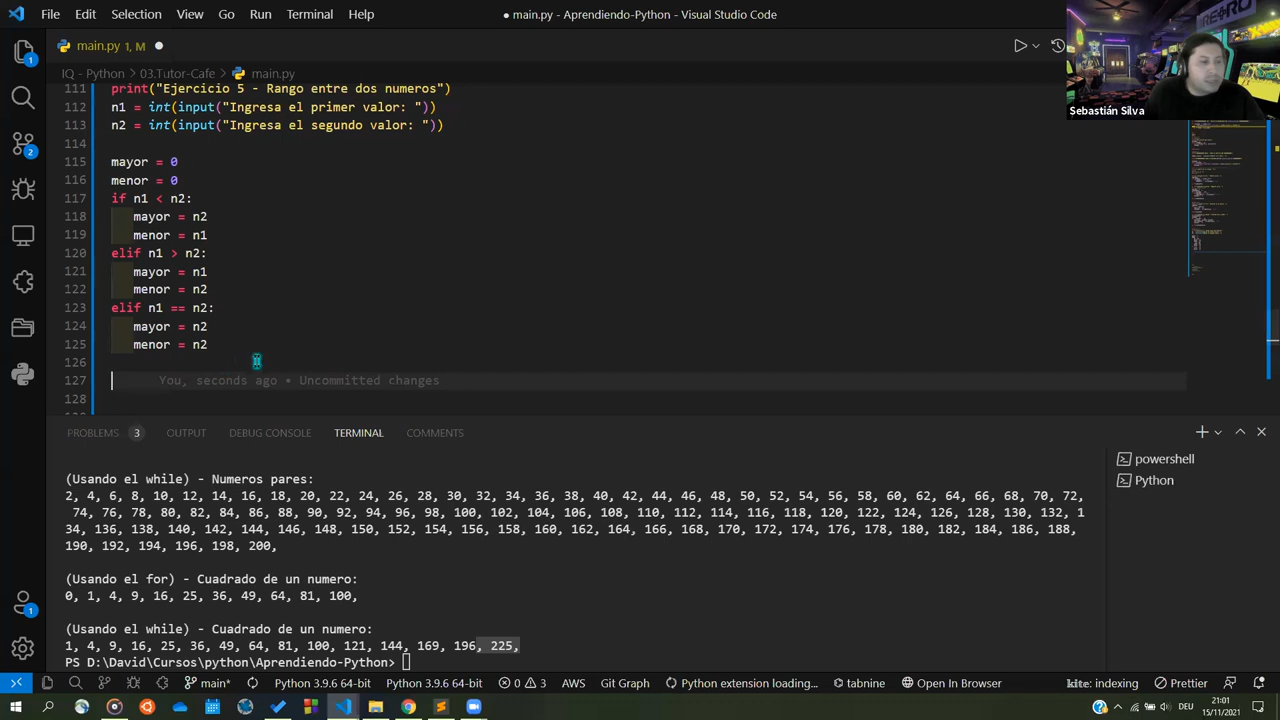 File Edit Selection View Go Run Terminal Help
● main.py - Aprendiendo-Python - Visual Studio Code
main.py 1, M
IQ - Python > 03.Tutor-Cafe > main.py
Sebastián Silva
111 print("Ejercicio 5 - Rango entre dos numeros")
112 n1 = int(input("Ingresa el primer valor: "))
113 n2 = int(input("Ingresa el segundo valor: "))
114
115 mayor = 0
116 menor = 0
117 if n1 < n2:
118 mayor = n2
119 menor = n1
120 elif n1 > n2:
121 mayor = n1
122 menor = n2
123 elif n1 == n2:
124 mayor = n2
125 menor = n2
126
127 You, seconds ago • Uncommitted changes
128
PROBLEMS 3 OUTPUT DEBUG CONSOLE TERMINAL COMMENTS
powershell
Python
(Usando el while) - Numeros pares:
2, 4, 6, 8, 10, 12, 14, 16, 18, 20, 22, 24, 26, 28, 30, 32, 34, 36, 38, 40, 42, 44, 46, 48, 50, 52, 54, 56, 58, 60, 62, 64, 66, 68, 70, 72,
74, 76, 78, 80, 82, 84, 86, 88, 90, 92, 94, 96, 98, 100, 102, 104, 106, 108, 110, 112, 114, 116, 118, 120, 122, 124, 126, 128, 130, 132, 1
34, 136, 138, 140, 142, 144, 146, 148, 150, 152, 154, 156, 158, 160, 162, 164, 166, 168, 170, 172, 174, 176, 178, 180, 182, 184, 186, 188,
190, 192, 194, 196, 198, 200,
(Usando el for) - Cuadrado de un numero:
0, 1, 4, 9, 16, 25, 36, 49, 64, 81, 100,
(Usando el while) - Cuadrado de un numero:
1, 4, 9, 16, 25, 36, 49, 64, 81, 100, 121, 144, 169, 196, 225,
PS D:\David\Cursos\python\Aprendiendo-Python>
main* Python 3.9.6 64-bit Python 3.9.6 64-bit 0 3 AWS Git Graph Python extension loading... tabnine Open In Browser kite: indexing Prettier
DEU
21:01
15/11/2021